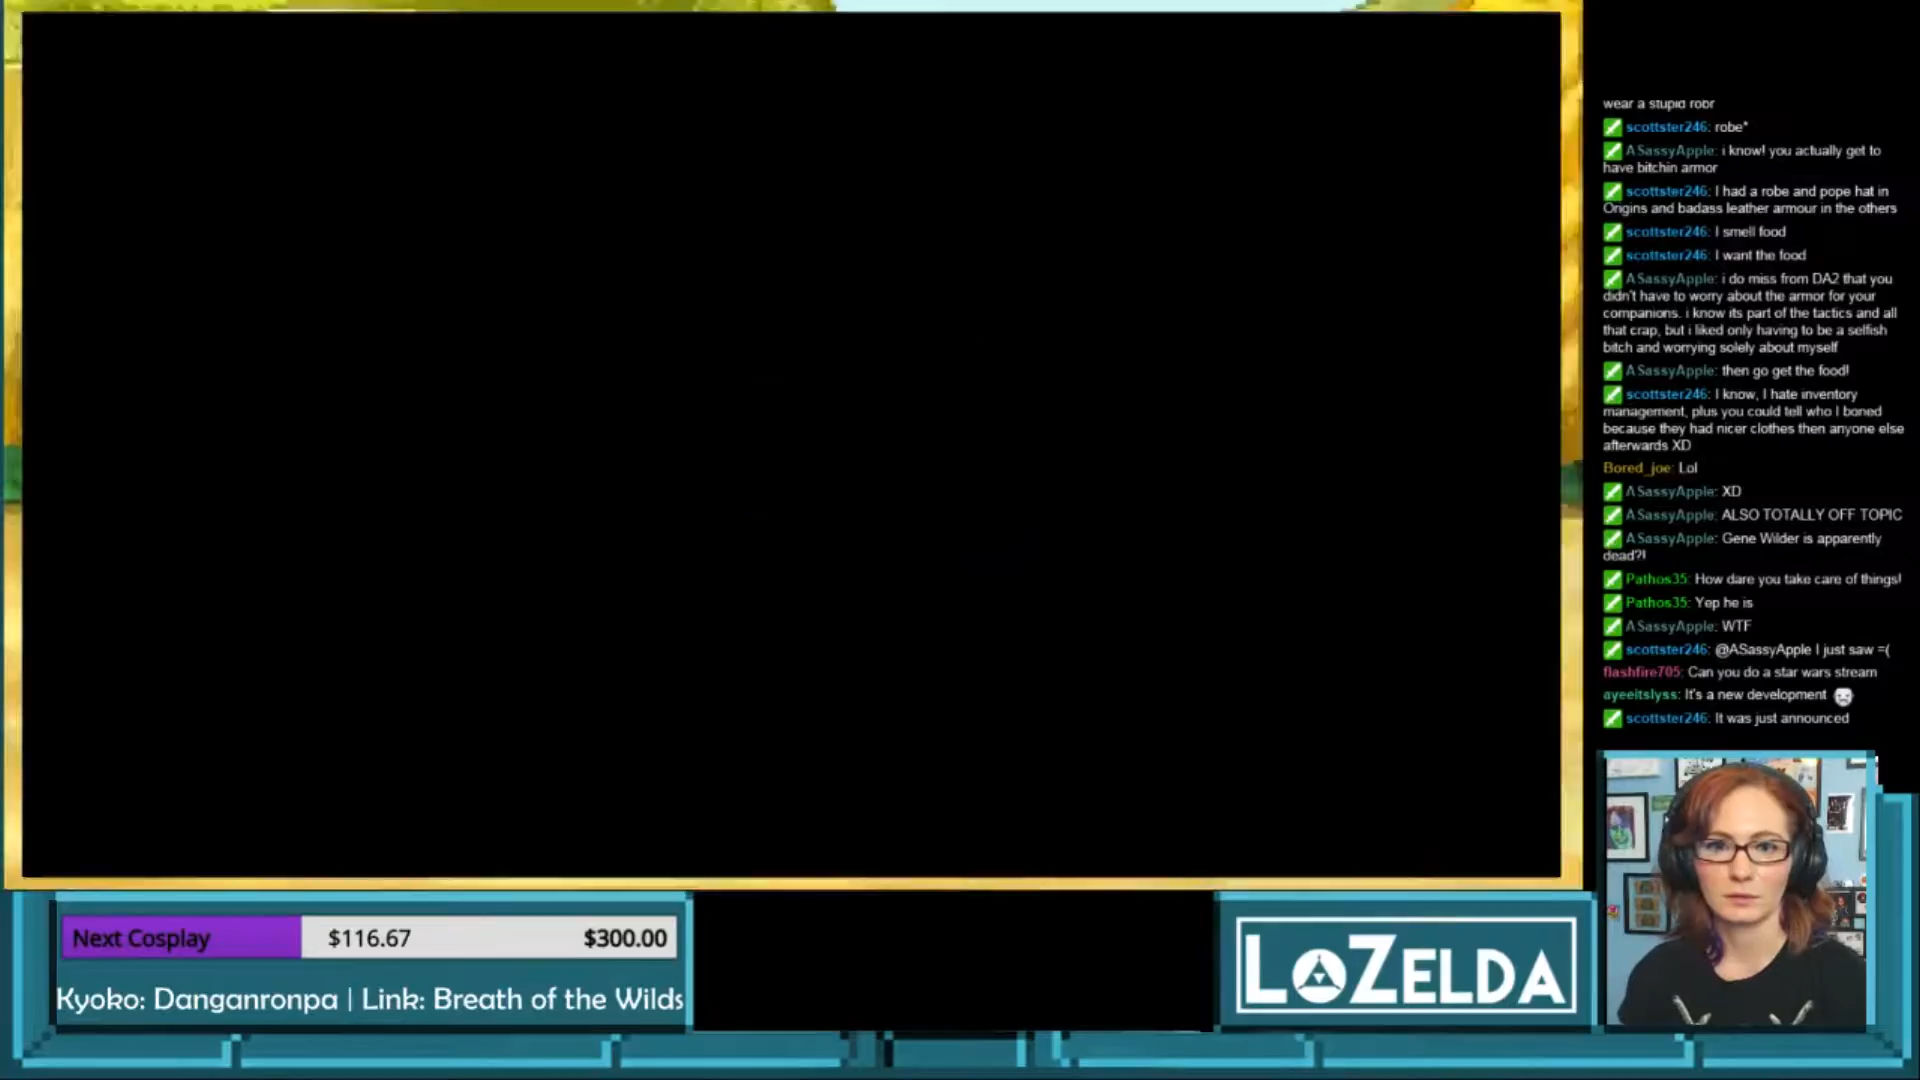 wear a stupid robr
scottster246: robe*
ASassyApple: i know! you actually get to
have bitchin armor
scottster246: I had a robe and pope hat in
Origins and badass leather armour in the others
scottster246: I smell food
scottster246: I want the food
ASassyApple: i do miss from DA2 that you
didn't have to worry about the armor for your
companions. i know its part of the tactics and all
that crap, but i liked only having to be a selfish
bitch and worrying solely about myself
ASassyApple: then go get the food!
scottster246: I know, I hate inventory
management, plus you could tell who I boned
because they had nicer clothes then anyone else
afterwards XD
Bored_joe: Lol
ASassyApple: XD
ASassyApple: ALSO TOTALLY OFF TOPIC
ASassyApple: Gene Wilder is apparently
dead?!
Pathos35: How dare you take care of things!
Pathos35: Yep he is
ASassyApple: WTF
scottster246: @ASassyApple I just saw =(
flashfire705: Can you do a star wars stream
ayeeitslyss: It's a new development
scottster246: It was just announced
Next Cosplay $116.67 $300.00
Kyoko: Danganronpa | Link: Breath of the Wilds
LOZELDA